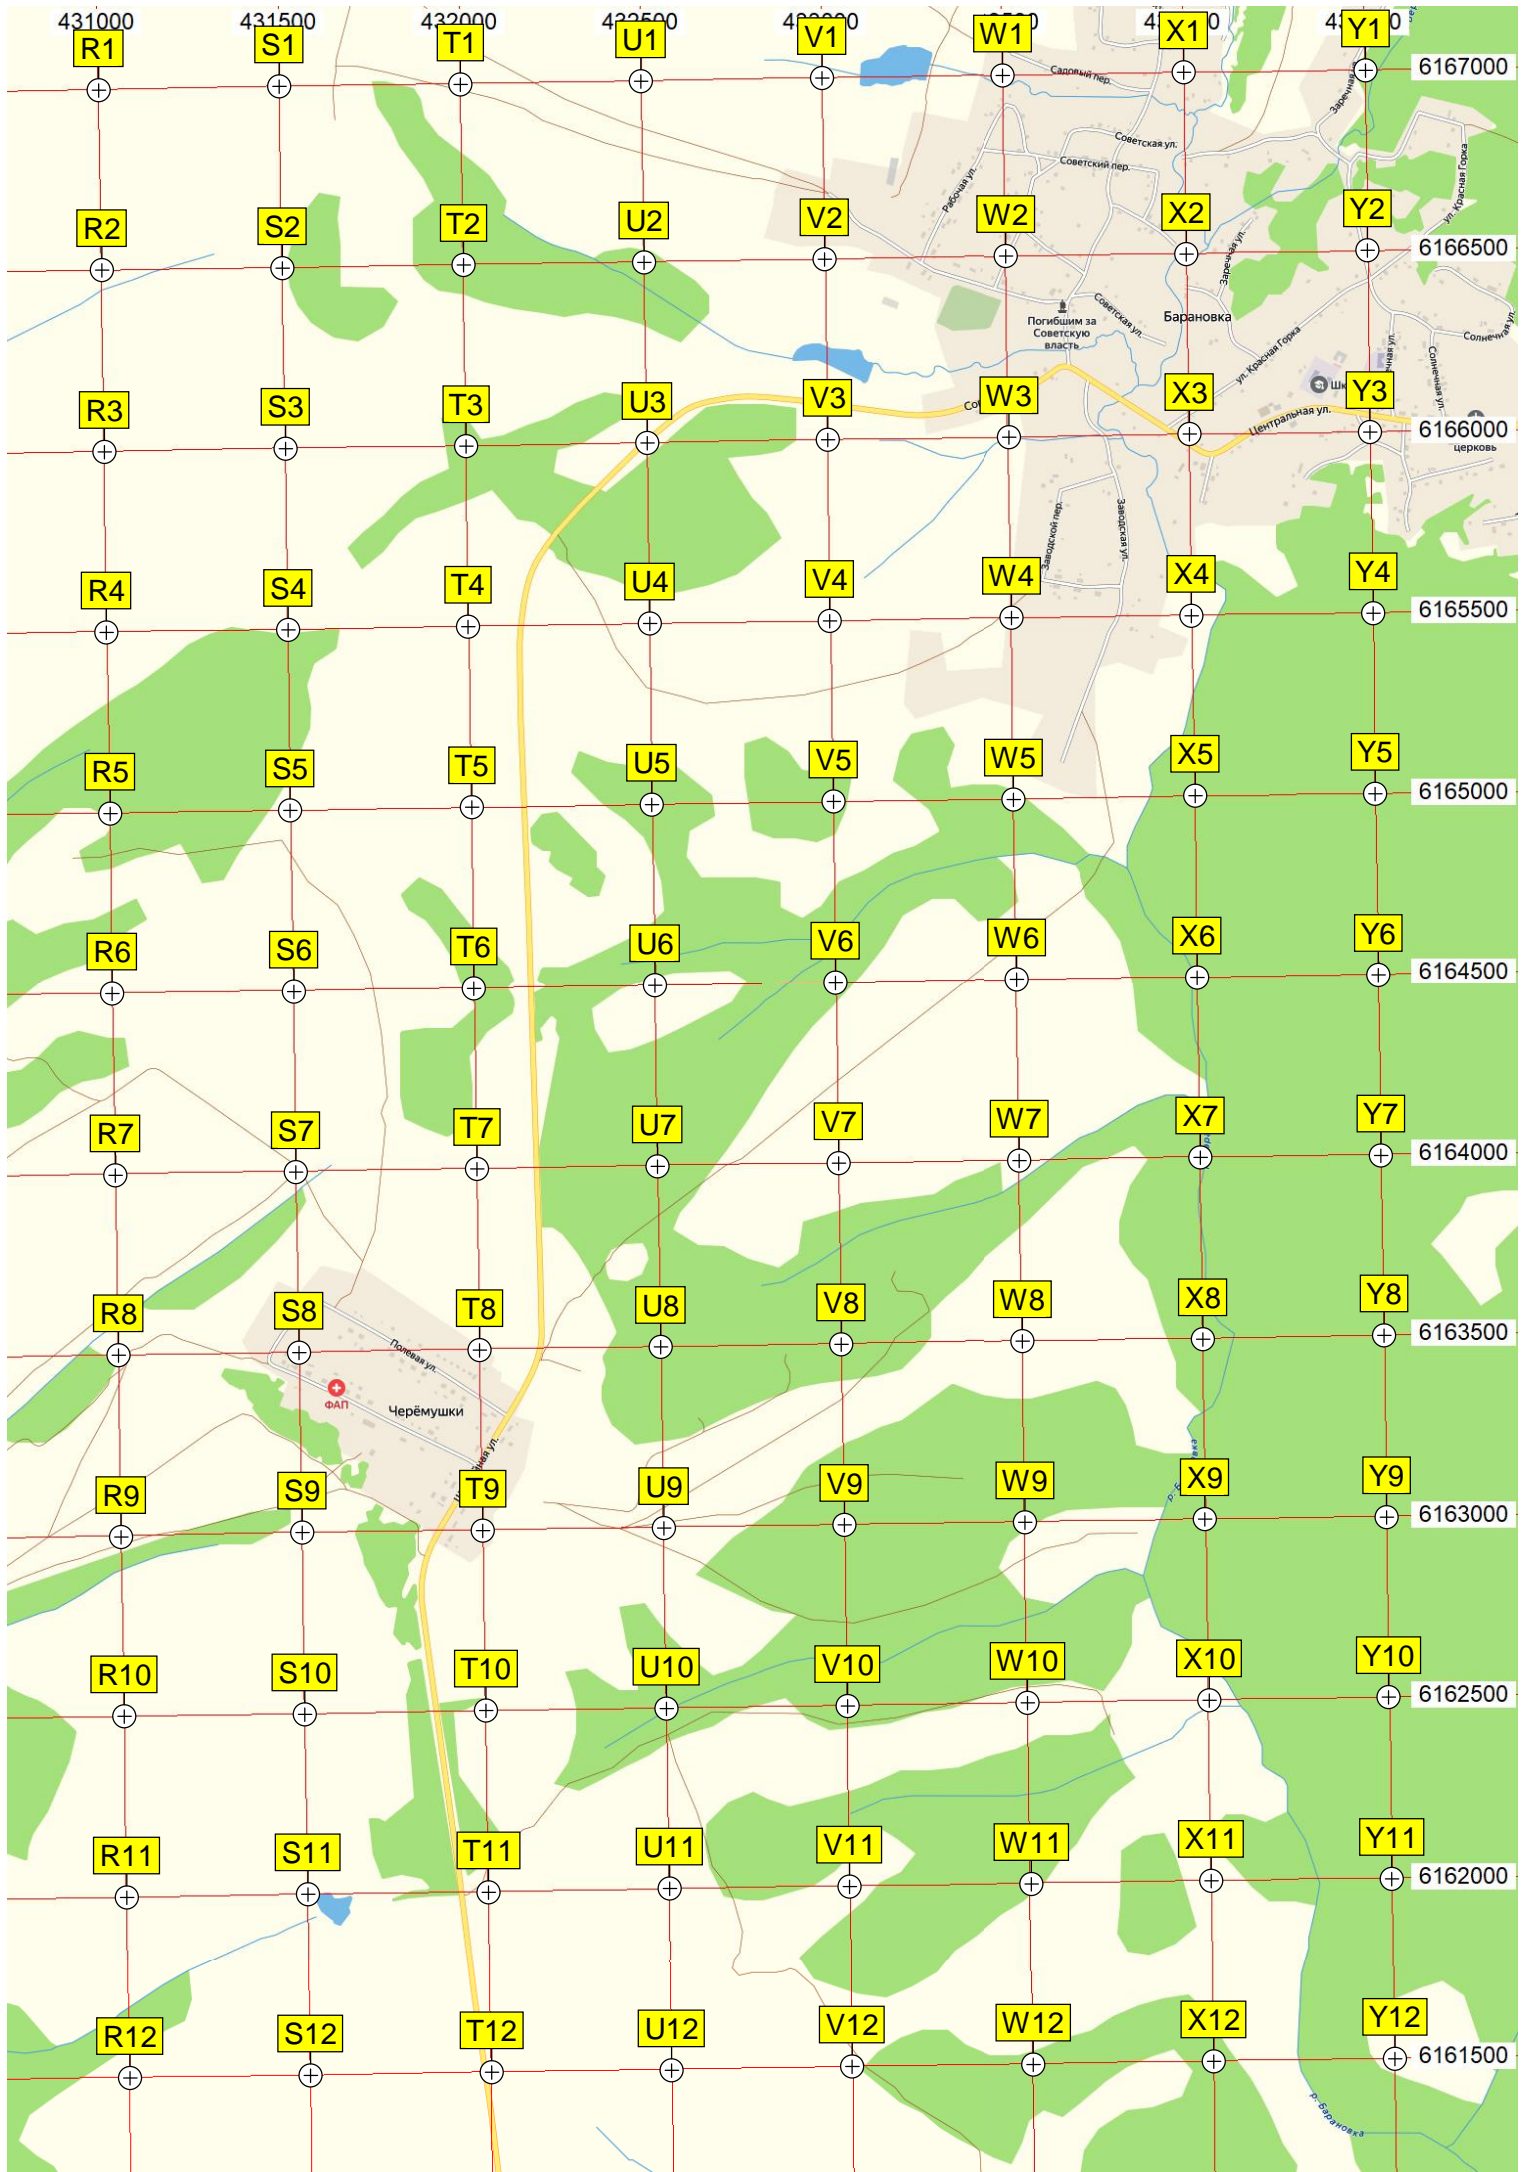 431000 431500 432000
R1 S1 T1 U1 V1 W1 X1 Y1
6167000
Садовый пер.
Заречная
Советская ул.
Советский пер.
Рабочая ул.
ул. Красная Горка
R2 S2 T2 U2 V2 W2 X2 Y2
6166500
Заречная ул.
Погибшим за
Советскую
власть
Советская ул.
Барановка
ул. Красная Горка
Солнечная ул.
Солнечная ул.
R3 S3 T3 U3 V3 W3 X3 Y3
Центральная ул.
6166000
церковь
Заводской пер.
Заводская ул.
R4 S4 T4 U4 V4 W4 X4 Y4
6165500
R5 S5 T5 U5 V5 W5 X5 Y5
6165000
R6 S6 T6 U6 V6 W6 X6 Y6
6164500
R7 S7 T7 U7 V7 W7 X7 Y7
6164000
R8 S8 T8 U8 V8 W8 X8 Y8
6163500
Полевая ул.
ФАП
Черёмушки
R9 S9 T9 U9 V9 W9 X9 Y9
6163000
R10 S10 T10 U10 V10 W10 X10 Y10
6162500
R11 S11 T11 U11 V11 W11 X11 Y11
6162000
R12 S12 T12 U12 V12 W12 X12 Y12
6161500
р. Барановка